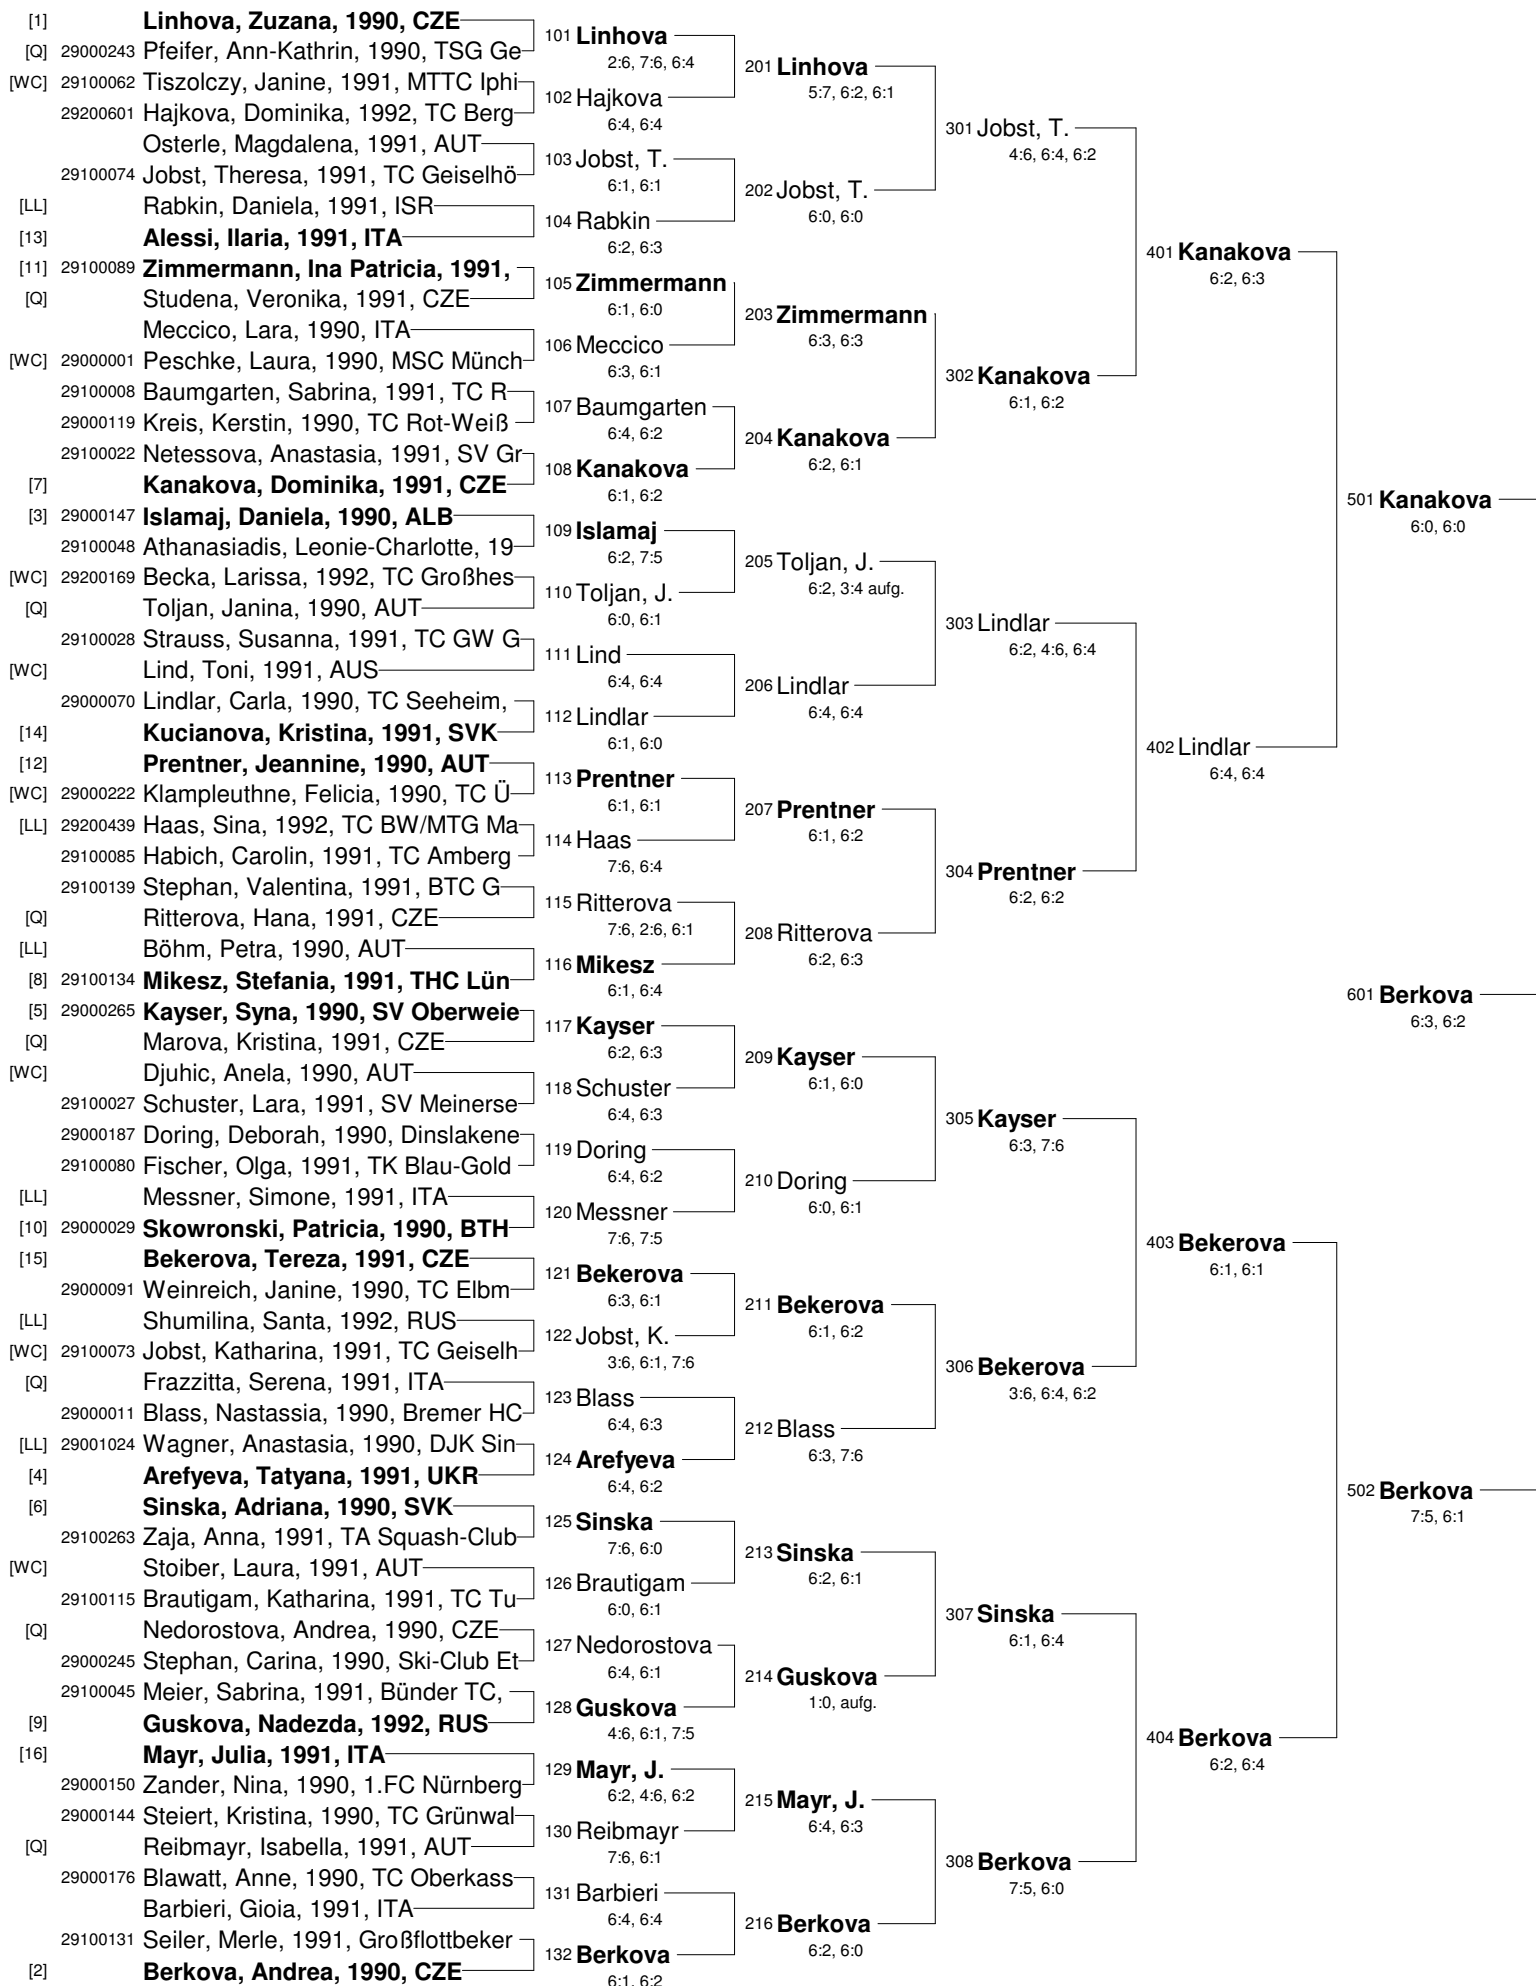 [1] Linhova, Zuzana, 1990, CZE
[Q] 29000243 Pfeifer, Ann-Kathrin, 1990, TSG Ge
[WC] 29100062 Tiszolczy, Janine, 1991, MTTC Iphi
29200601 Hajkova, Dominika, 1992, TC Berg
Osterle, Magdalena, 1991, AUT
29100074 Jobst, Theresa, 1991, TC Geiselhö
[LL] Rabkin, Daniela, 1991, ISR
[13] Alessi, Ilaria, 1991, ITA
[11] 29100089 Zimmermann, Ina Patricia, 1991,
[Q] Studena, Veronika, 1991, CZE
Meccico, Lara, 1990, ITA
[WC] 29000001 Peschke, Laura, 1990, MSC Münch
29100008 Baumgarten, Sabrina, 1991, TC R
29000119 Kreis, Kerstin, 1990, TC Rot-Weiß
29100022 Netessova, Anastasia, 1991, SV Gr
[7] Kanakova, Dominika, 1991, CZE
[3] 29000147 Islamaj, Daniela, 1990, ALB
29100048 Athanasiadis, Leonie-Charlotte, 19
[WC] 29200169 Becka, Larissa, 1992, TC Großhes
[Q] Toljan, Janina, 1990, AUT
29100028 Strauss, Susanna, 1991, TC GW G
[WC] Lind, Toni, 1991, AUS
29000070 Lindlar, Carla, 1990, TC Seeheim,
[14] Kucianova, Kristina, 1991, SVK
[12] Prentner, Jeannine, 1990, AUT
[WC] 29000222 Klampleuthne, Felicia, 1990, TC Ü
[LL] 29200439 Haas, Sina, 1992, TC BW/MTG Ma
29100085 Habich, Carolin, 1991, TC Amberg
29100139 Stephan, Valentina, 1991, BTC G
[Q] Ritterova, Hana, 1991, CZE
[LL] Böhm, Petra, 1990, AUT
[8] 29100134 Mikesz, Stefania, 1991, THC Lün
[5] 29000265 Kayser, Syna, 1990, SV Oberweie
[Q] Marova, Kristina, 1991, CZE
[WC] Djuhic, Anela, 1990, AUT
29100027 Schuster, Lara, 1991, SV Meinerse
29000187 Doring, Deborah, 1990, Dinslakene
29100080 Fischer, Olga, 1991, TK Blau-Gold
[LL] Messner, Simone, 1991, ITA
[10] 29000029 Skowronski, Patricia, 1990, BTH
[15] Bekerova, Tereza, 1991, CZE
29000091 Weinreich, Janine, 1990, TC Elbm
[LL] Shumilina, Santa, 1992, RUS
[WC] 29100073 Jobst, Katharina, 1991, TC Geiselh
[Q] Frazzitta, Serena, 1991, ITA
29000011 Blass, Nastassia, 1990, Bremer HC
[LL] 29001024 Wagner, Anastasia, 1990, DJK Sin
[4] Arefyeva, Tatyana, 1991, UKR
[6] Sinska, Adriana, 1990, SVK
29100263 Zaja, Anna, 1991, TA Squash-Club
[WC] Stoiber, Laura, 1991, AUT
29100115 Brautigam, Katharina, 1991, TC Tu
[Q] Nedorostova, Andrea, 1990, CZE
29000245 Stephan, Carina, 1990, Ski-Club Et
29100045 Meier, Sabrina, 1991, Bünder TC,
[9] Guskova, Nadezda, 1992, RUS
[16] Mayr, Julia, 1991, ITA
29000150 Zander, Nina, 1990, 1.FC Nürnberg
29000144 Steiert, Kristina, 1990, TC Grünwal
[Q] Reibmayr, Isabella, 1991, AUT
29000176 Blawatt, Anne, 1990, TC Oberkass
Barbieri, Gioia, 1991, ITA
29100131 Seiler, Merle, 1991, Großflottbeker
[2] Berkova, Andrea, 1990, CZE
101 Linhova
2:6, 7:6, 6:4
102 Hajkova
6:4, 6:4
103 Jobst, T.
6:1, 6:1
104 Rabkin
6:2, 6:3
105 Zimmermann
6:1, 6:0
106 Meccico
6:3, 6:1
107 Baumgarten
6:4, 6:2
108 Kanakova
6:1, 6:2
109 Islamaj
6:2, 7:5
110 Toljan, J.
6:0, 6:1
111 Lind
6:4, 6:4
112 Lindlar
6:1, 6:0
113 Prentner
6:1, 6:1
114 Haas
7:6, 6:4
115 Ritterova
7:6, 2:6, 6:1
116 Mikesz
6:1, 6:4
117 Kayser
6:2, 6:3
118 Schuster
6:4, 6:3
119 Doring
6:4, 6:2
120 Messner
7:6, 7:5
121 Bekerova
6:3, 6:1
122 Jobst, K.
3:6, 6:1, 7:6
123 Blass
6:4, 6:3
124 Arefyeva
6:4, 6:2
125 Sinska
7:6, 6:0
126 Brautigam
6:0, 6:1
127 Nedorostova
6:4, 6:1
128 Guskova
4:6, 6:1, 7:5
129 Mayr, J.
6:2, 4:6, 6:2
130 Reibmayr
7:6, 6:1
131 Barbieri
6:4, 6:4
132 Berkova
6:1, 6:2
201 Linhova
5:7, 6:2, 6:1
202 Jobst, T.
6:0, 6:0
203 Zimmermann
6:3, 6:3
204 Kanakova
6:2, 6:1
205 Toljan, J.
6:2, 3:4 aufg.
206 Lindlar
6:4, 6:4
207 Prentner
6:1, 6:2
208 Ritterova
6:2, 6:3
209 Kayser
6:1, 6:0
210 Doring
6:0, 6:1
211 Bekerova
6:1, 6:2
212 Blass
6:3, 7:6
213 Sinska
6:2, 6:1
214 Guskova
1:0, aufg.
215 Mayr, J.
6:4, 6:3
216 Berkova
6:2, 6:0
301 Jobst, T.
4:6, 6:4, 6:2
302 Kanakova
6:1, 6:2
303 Lindlar
6:2, 4:6, 6:4
304 Prentner
6:2, 6:2
305 Kayser
6:3, 7:6
306 Bekerova
3:6, 6:4, 6:2
307 Sinska
6:1, 6:4
308 Berkova
7:5, 6:0
401 Kanakova
6:2, 6:3
402 Lindlar
6:4, 6:4
403 Bekerova
6:1, 6:1
404 Berkova
6:2, 6:4
501 Kanakova
6:0, 6:0
601 Berkova
6:3, 6:2
502 Berkova
7:5, 6:1